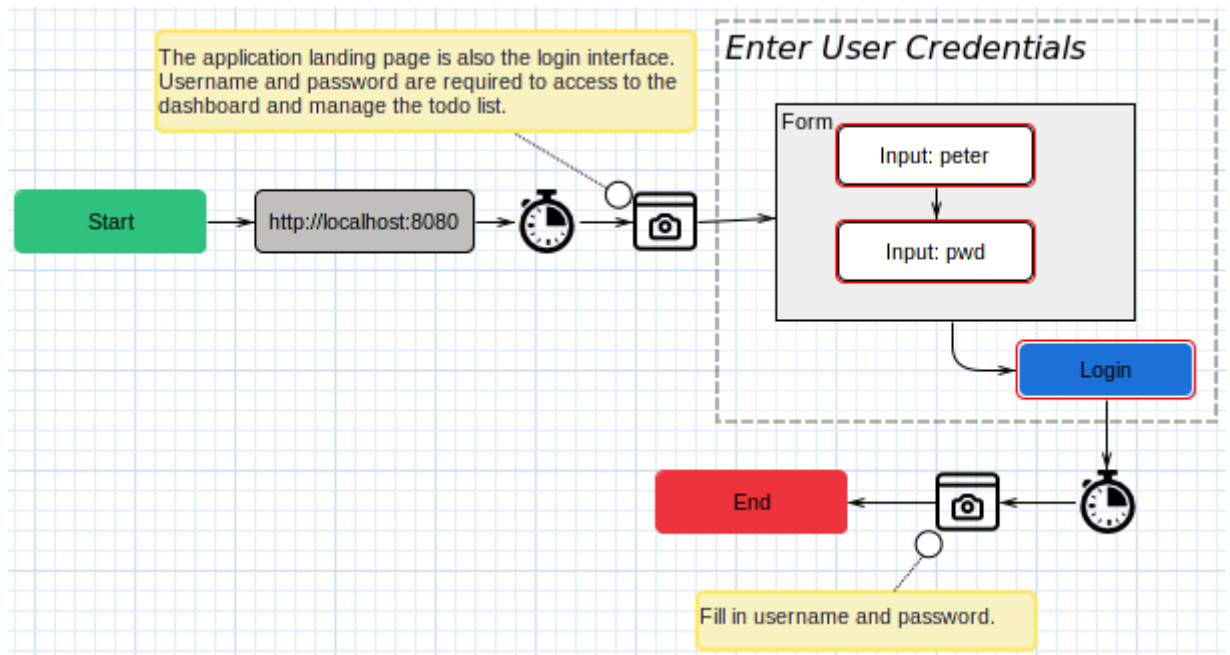 The application landing page is also the login interface.
Username and password are required to access to the
dashboard and manage the todo list.
Enter User Credentials
Form
Input: peter
Start
http://localhost:8080
Input: pwd
Login
End
Fill in username and password.